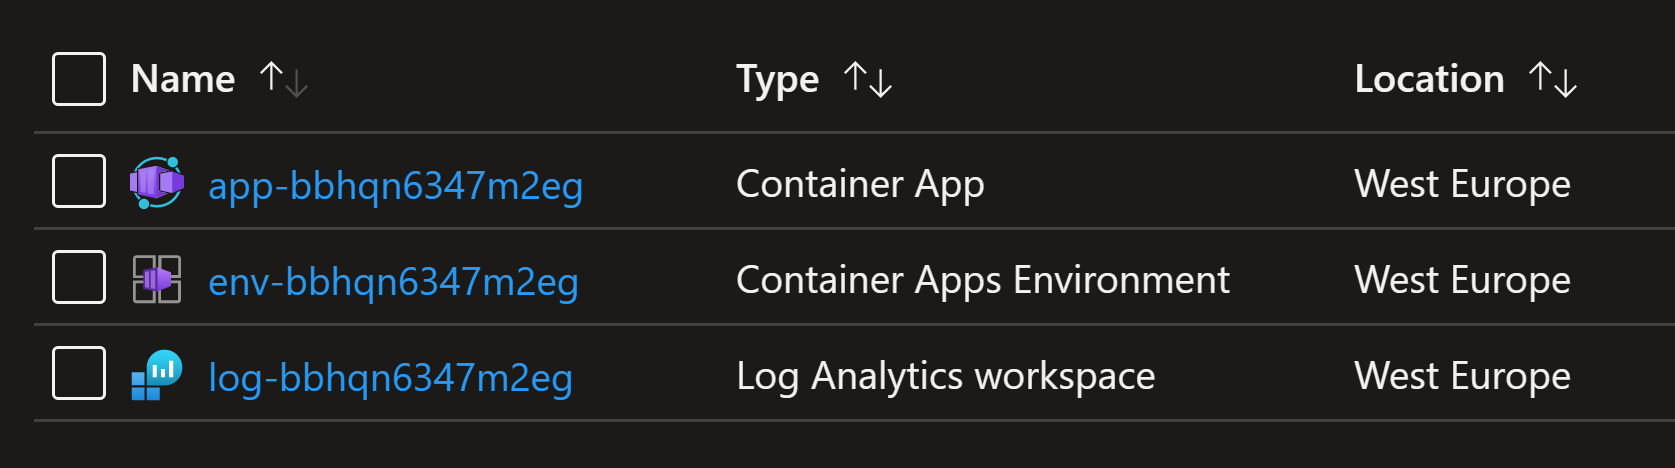 Name Type Location
app-bbhqn6347m2eg Container App West Europe
env-bbhqn6347m2eg Container Apps Environment West Europe
log-bbhqn6347m2eg Log Analytics workspace West Europe